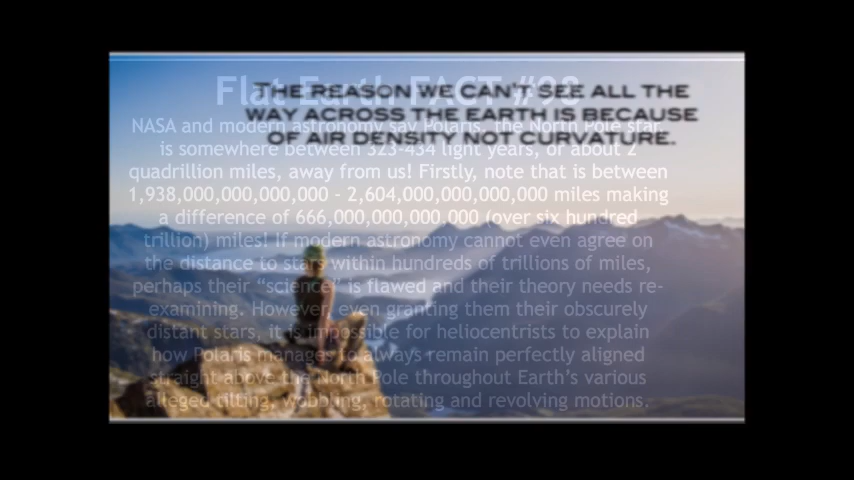 Flat Earth FACT #98
THE REASON WE CAN'T SEE ALL THE
WAY ACROSS THE EARTH IS BECAUSE
OF AIR DENSITY NOT CURVATURE.
NASA and modern astronomy say Polaris, the North Pole star,
is somewhere between 323-434 light years, or about 2
quadrillion miles, away from us! Firstly, note that is between
1,938,000,000,000,000 - 2,604,000,000,000,000 miles making
a difference of 666,000,000,000,000 (over six hundred
trillion) miles! If modern astronomy cannot even agree on
the distance to stars within hundreds of trillions of miles,
perhaps their “science” is flawed and their theory needs re-
examining. However, even granting them their obscurely
distant stars, it is impossible for heliocentrists to explain
how Polaris manages to always remain perfectly aligned
straight above the North Pole throughout Earth’s various
alleged tilting, wobbling, rotating and revolving motions.